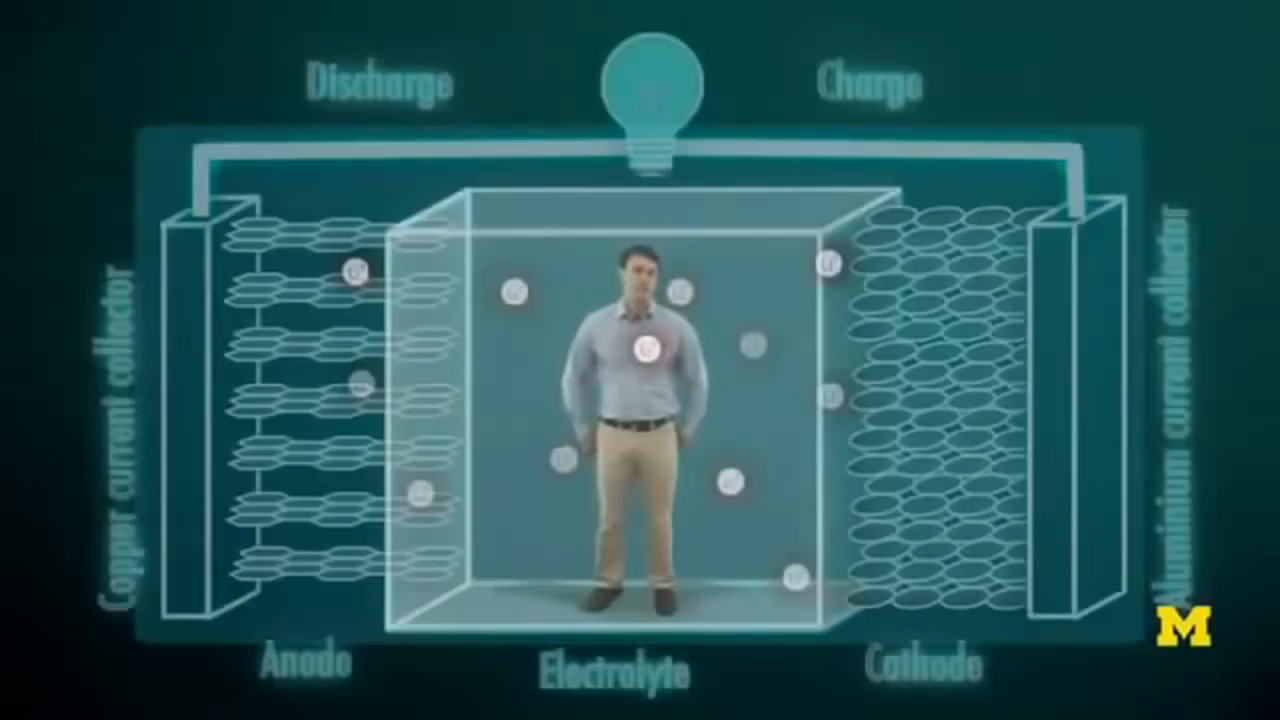 Discharge
Charge
Copper current collector
Aluminium current collector
Anode
Electrolyte
Cathode
M